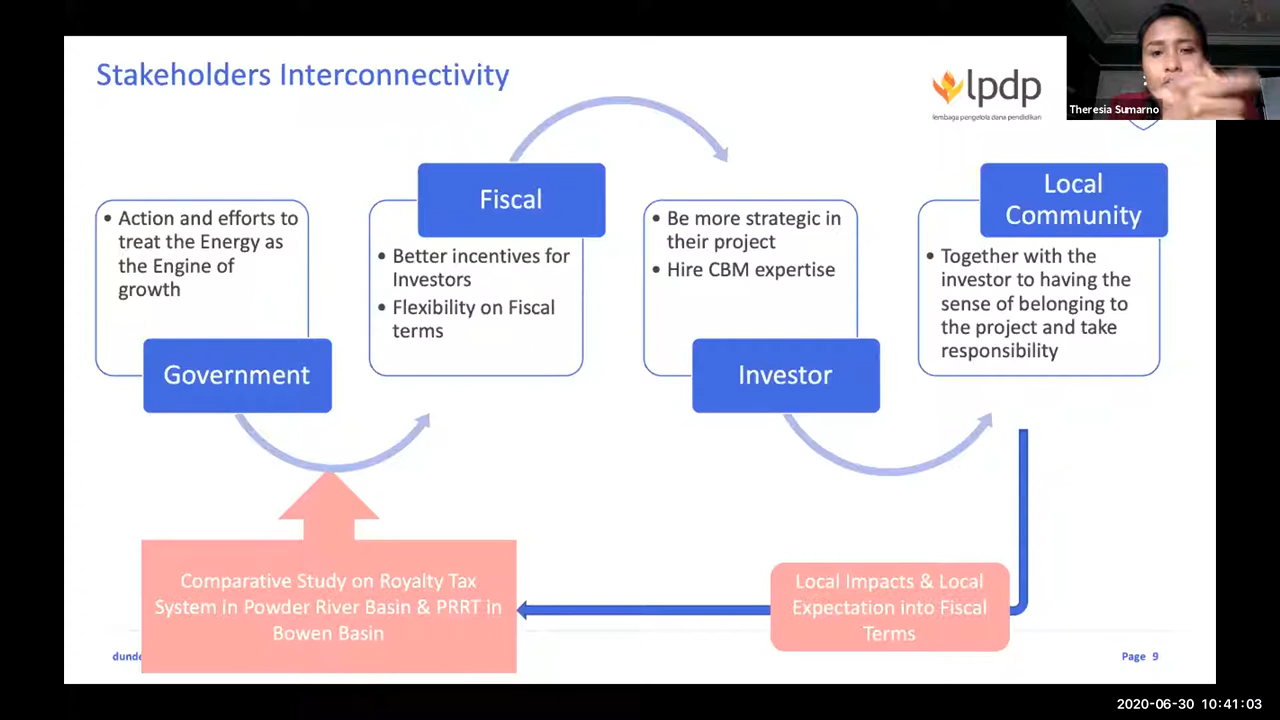 Stakeholders Interconnectivity
lpdp
lembaga pengelola dana pendidikan
Theresia Sumarno
• Action and efforts to
treat the Energy as
the Engine of
growth
Government
Fiscal
• Better incentives for
Investors
• Flexibility on Fiscal
terms
• Be more strategic in
their project
• Hire CBM expertise
Investor
Local
Community
• Together with the
investor to having the
sense of belonging to
the project and take
responsibility
Comparative Study on Royalty Tax
System in Powder River Basin & PRRT in
Bowen Basin
Local Impacts & Local
Expectation into Fiscal
Terms
Page 9
2020-06-30 10:41:03